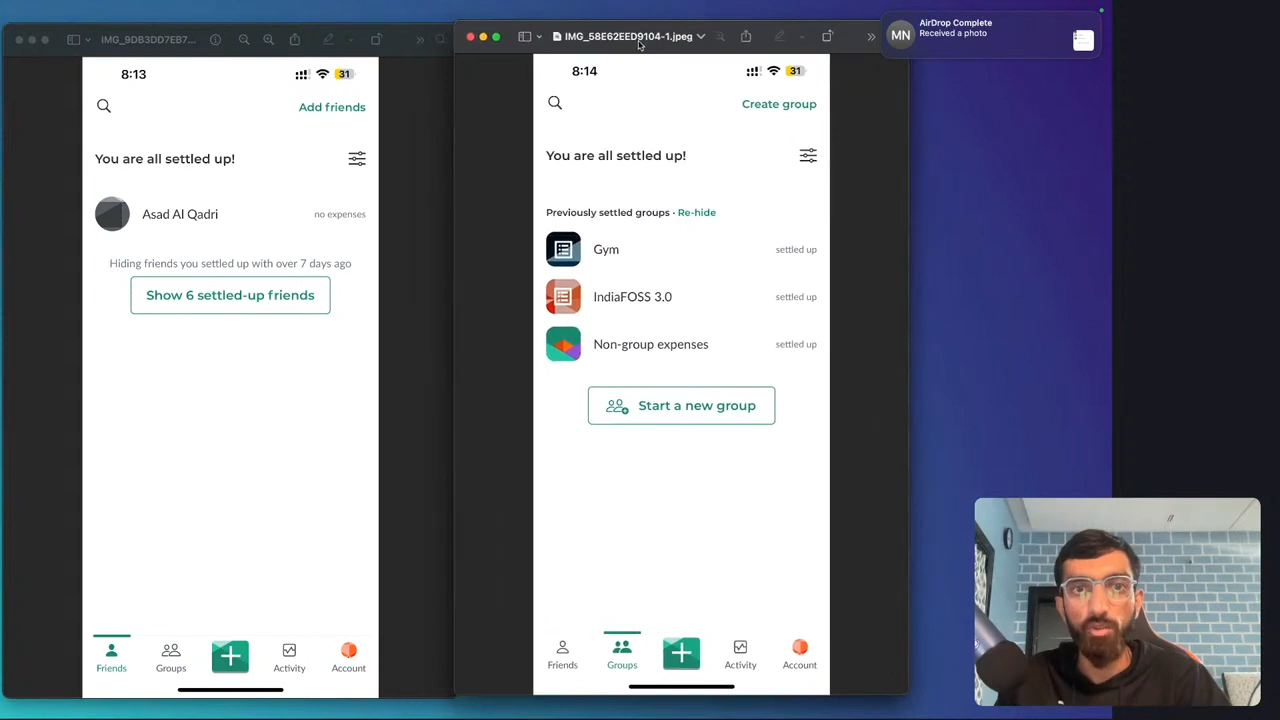 IMG_9DB3DD7EB7...
8:13
31
Add friends
You are all settled up!
Asad Al Qadri
no expenses
Hiding friends you settled up with over 7 days ago
Show 6 settled-up friends
Friends
Groups
Activity
Account
IMG_58E62EED9104-1.jpeg
8:14
31
Create group
You are all settled up!
Previously settled groups · Re-hide
Gym
settled up
IndiaFOSS 3.0
settled up
Non-group expenses
settled up
Start a new group
Friends
Groups
Activity
Account
MN
AirDrop Complete
Received a photo